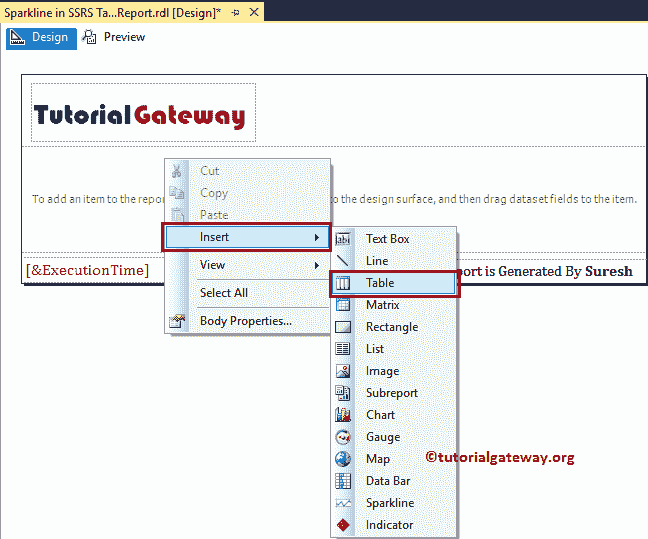 Sparkline in SSRS Ta...Report.rdl [Design]*
Design Preview
TutorialGateway
Cut
Copy
To add an item to the repor to the design surface, and then drag dataset fields to the item.
Paste
Insert
Text Box
View
Line
[&ExecutionTime] port is Generated By Suresh
Select All
Table
Body Properties...
Matrix
Rectangle
List
Image
Subreport
Chart
Gauge
Map
©tutorialgateway.org
Data Bar
Sparkline
Indicator